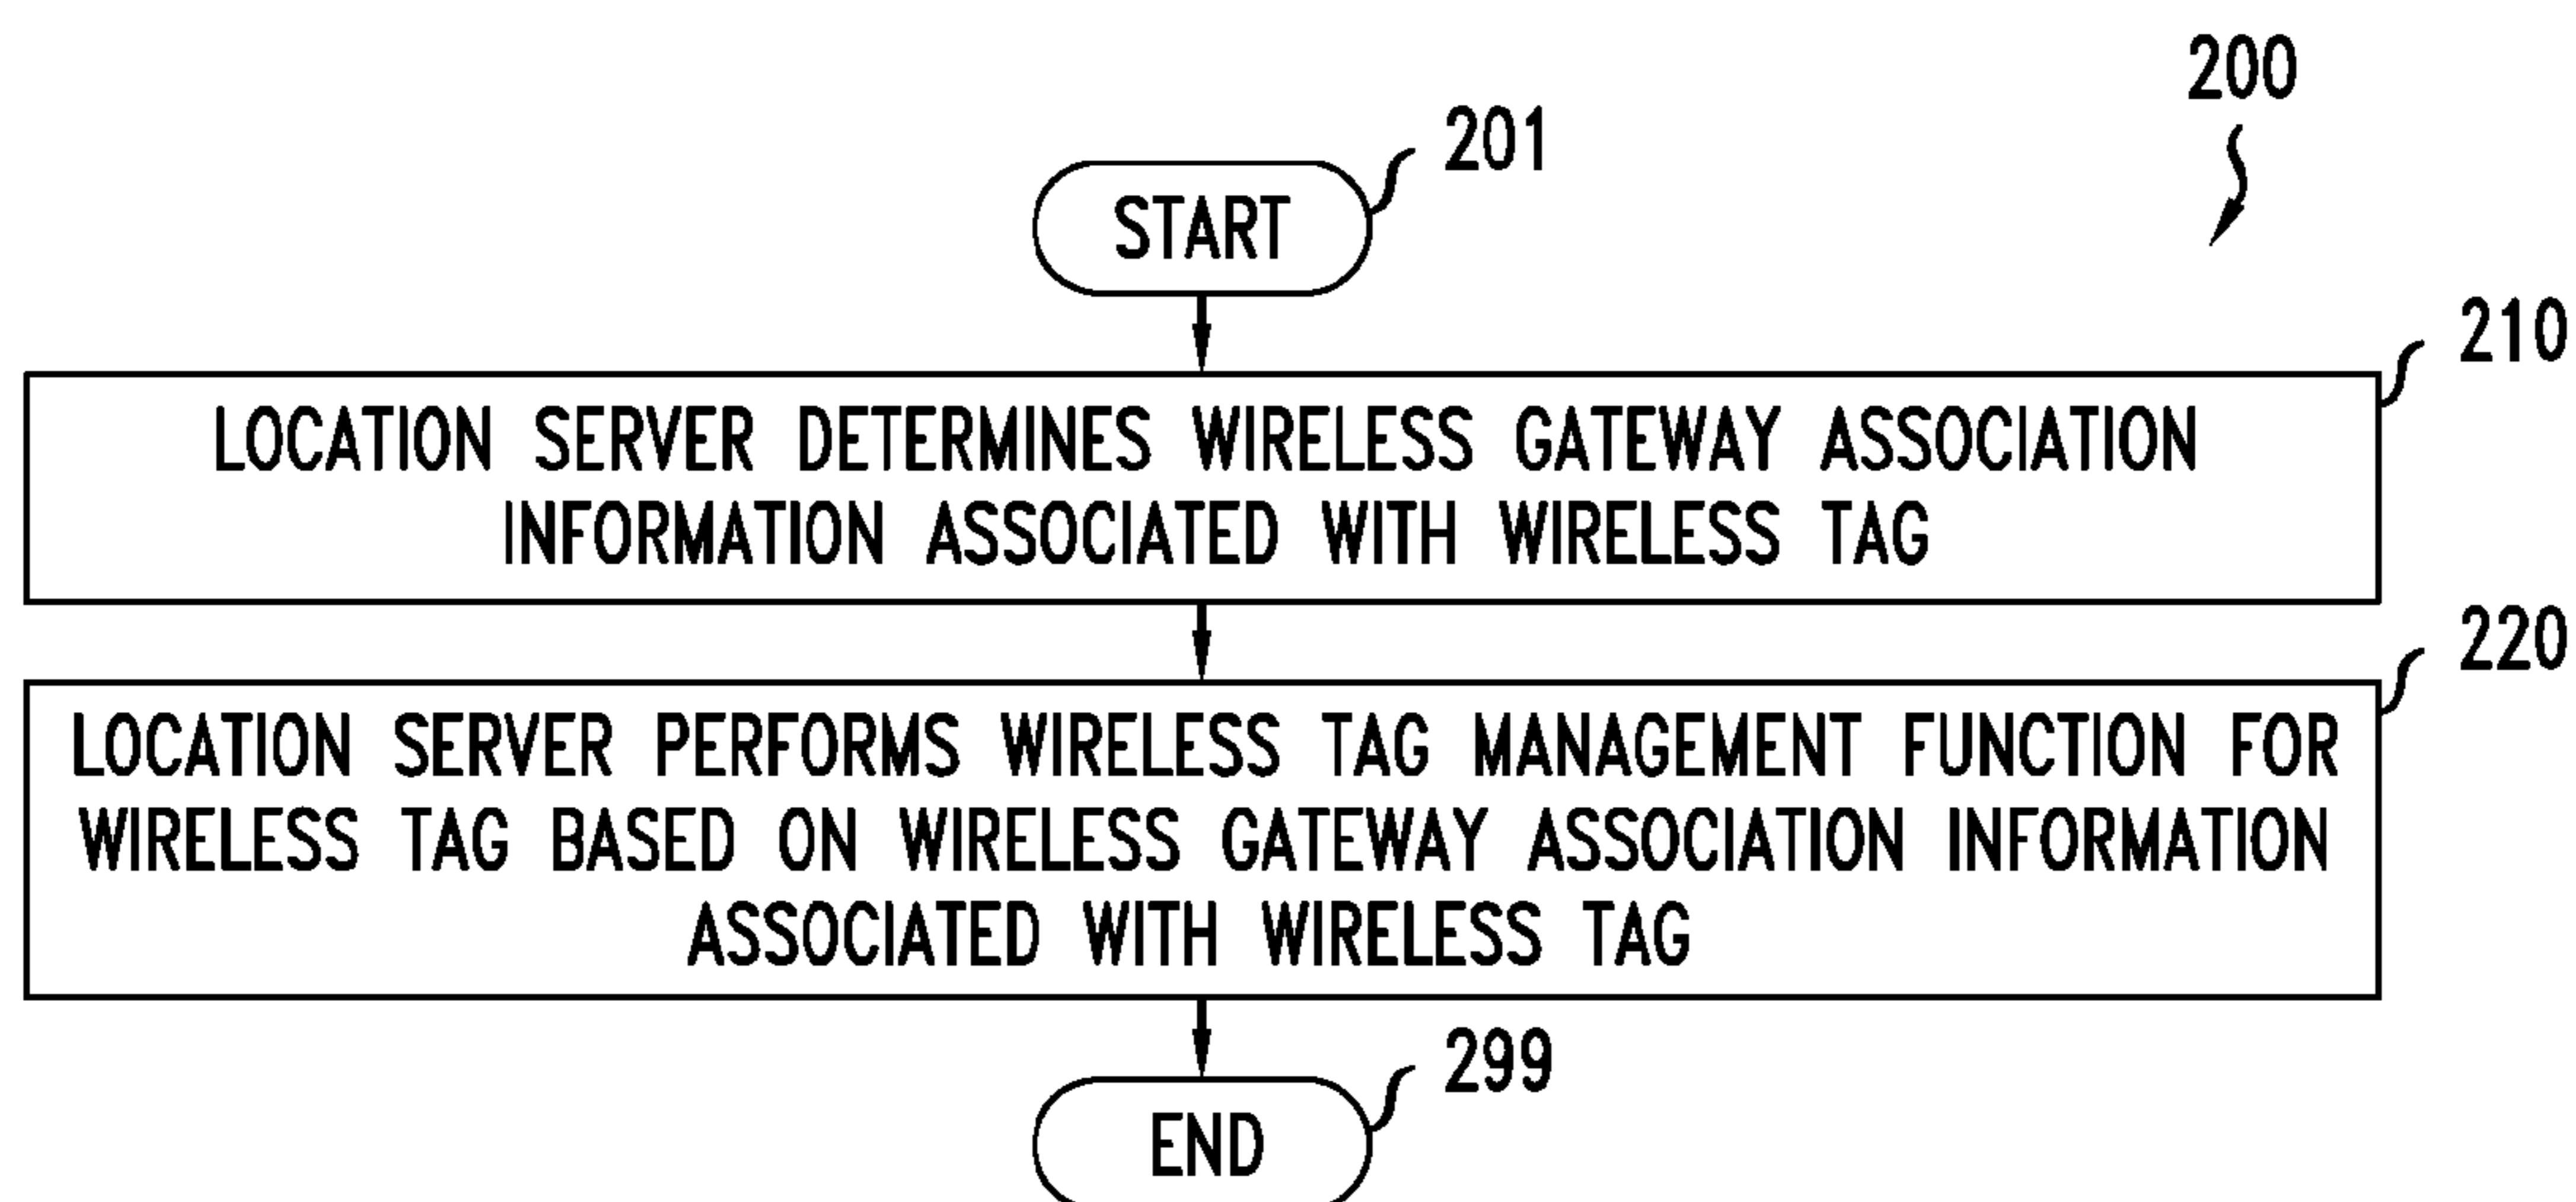 200
201
START
210
LOCATION SERVER DETERMINES WIRELESS GATEWAY ASSOCIATION
INFORMATION ASSOCIATED WITH WIRELESS TAG
220
LOCATION SERVER PERFORMS WIRELESS TAG MANAGEMENT FUNCTION FOR
WIRELESS TAG BASED ON WIRELESS GATEWAY ASSOCIATION INFORMATION
ASSOCIATED WITH WIRELESS TAG
299
END